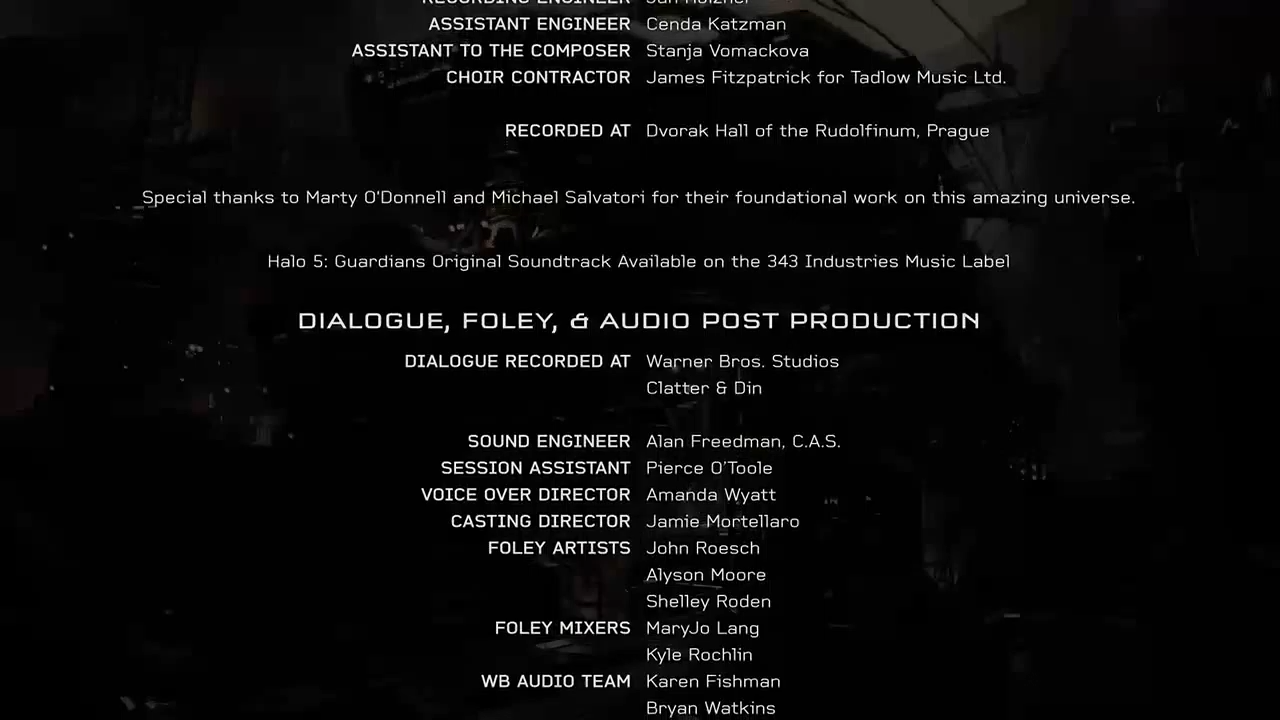 ASSISTANT ENGINEER Cenda Katzman
ASSISTANT TO THE COMPOSER Stanja Vomackova
CHOIR CONTRACTOR James Fitzpatrick for Tadlow Music Ltd.
RECORDED AT Dvorak Hall of the Rudolfinum, Prague
Special thanks to Marty O'Donnell and Michael Salvatori for their foundational work on this amazing universe.
Halo 5: Guardians Original Soundtrack Available on the 343 Industries Music Label
DIALOGUE, FOLEY, & AUDIO POST PRODUCTION
DIALOGUE RECORDED AT Warner Bros. Studios
Clatter & Din
SOUND ENGINEER Alan Freedman, C.A.S.
SESSION ASSISTANT Pierce O'Toole
VOICE OVER DIRECTOR Amanda Wyatt
CASTING DIRECTOR Jamie Mortellaro
FOLEY ARTISTS John Roesch
Alyson Moore
Shelley Roden
FOLEY MIXERS MaryJo Lang
Kyle Rochlin
WB AUDIO TEAM Karen Fishman
Bryan Watkins